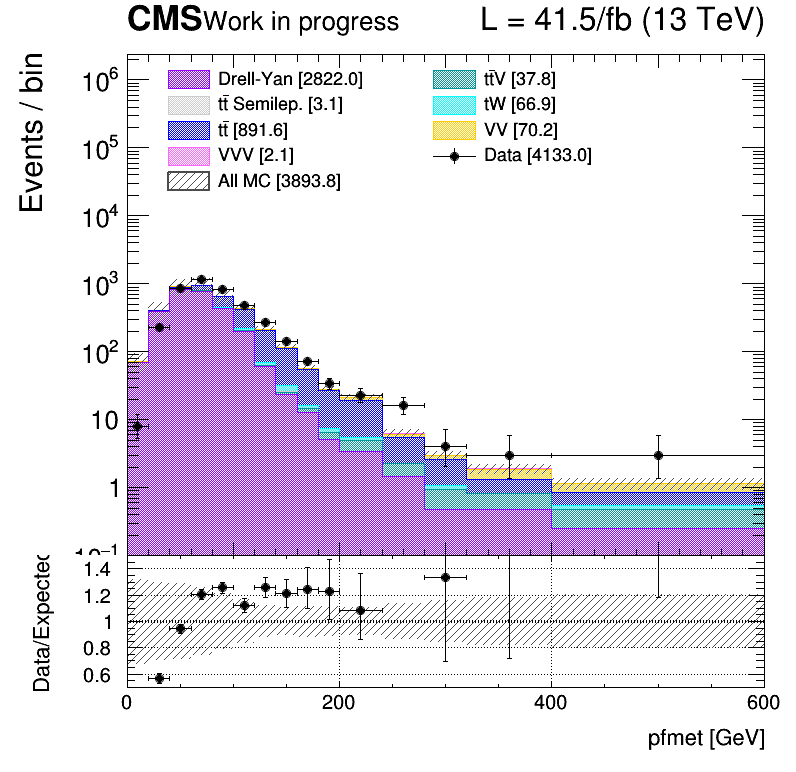 CMS Work in progress L = 41.5/fb (13 TeV)
Events / bin
Drell-Yan [2822.0]
tt̄ Semilep. [3.1]
tt̄ [891.6]
VVV [2.1]
All MC [3893.8]
tt̄V [37.8]
tW [66.9]
VV [70.2]
Data [4133.0]
10⁶
10⁵
10⁴
10³
10²
10
1
10⁻¹
Data/Expected
1.4
1.2
1
0.8
0.6
0 200 400 600
pfmet [GeV]